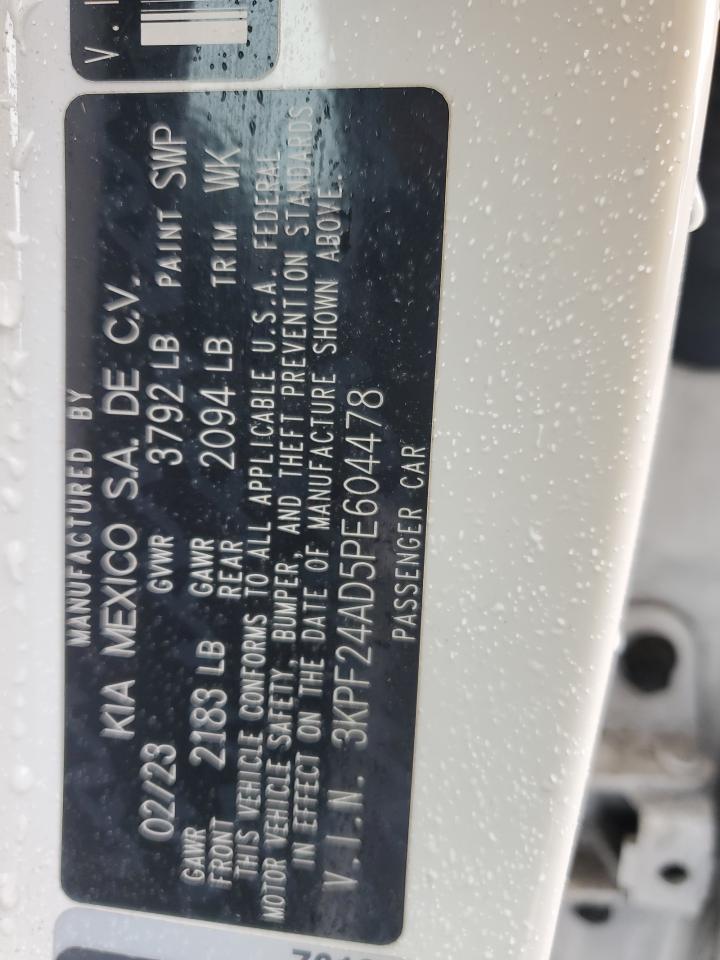 MANUFACTURED BY
KIA MEXICO S.A. DE C.V.
02/23 GVWR 3792 LB PAINT SWP
GAWR FRONT 2183 LB GAWR REAR 2094 LB TRIM WK
THIS VEHICLE CONFORMS TO ALL APPLICABLE U.S.A. FEDERAL
MOTOR VEHICLE SAFETY, BUMPER, AND THEFT PREVENTION STANDARDS
IN EFFECT ON THE DATE OF MANUFACTURE SHOWN ABOVE.
V.I.N. 3KPF24AD5PE604478
PASSENGER CAR